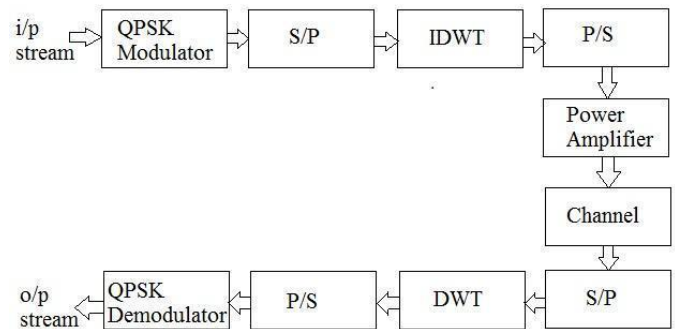 i/p
stream
QPSK
Modulator
S/P
IDWT
P/S
Power
Amplifier
Channel
S/P
DWT
P/S
QPSK
Demodulator
o/p
stream